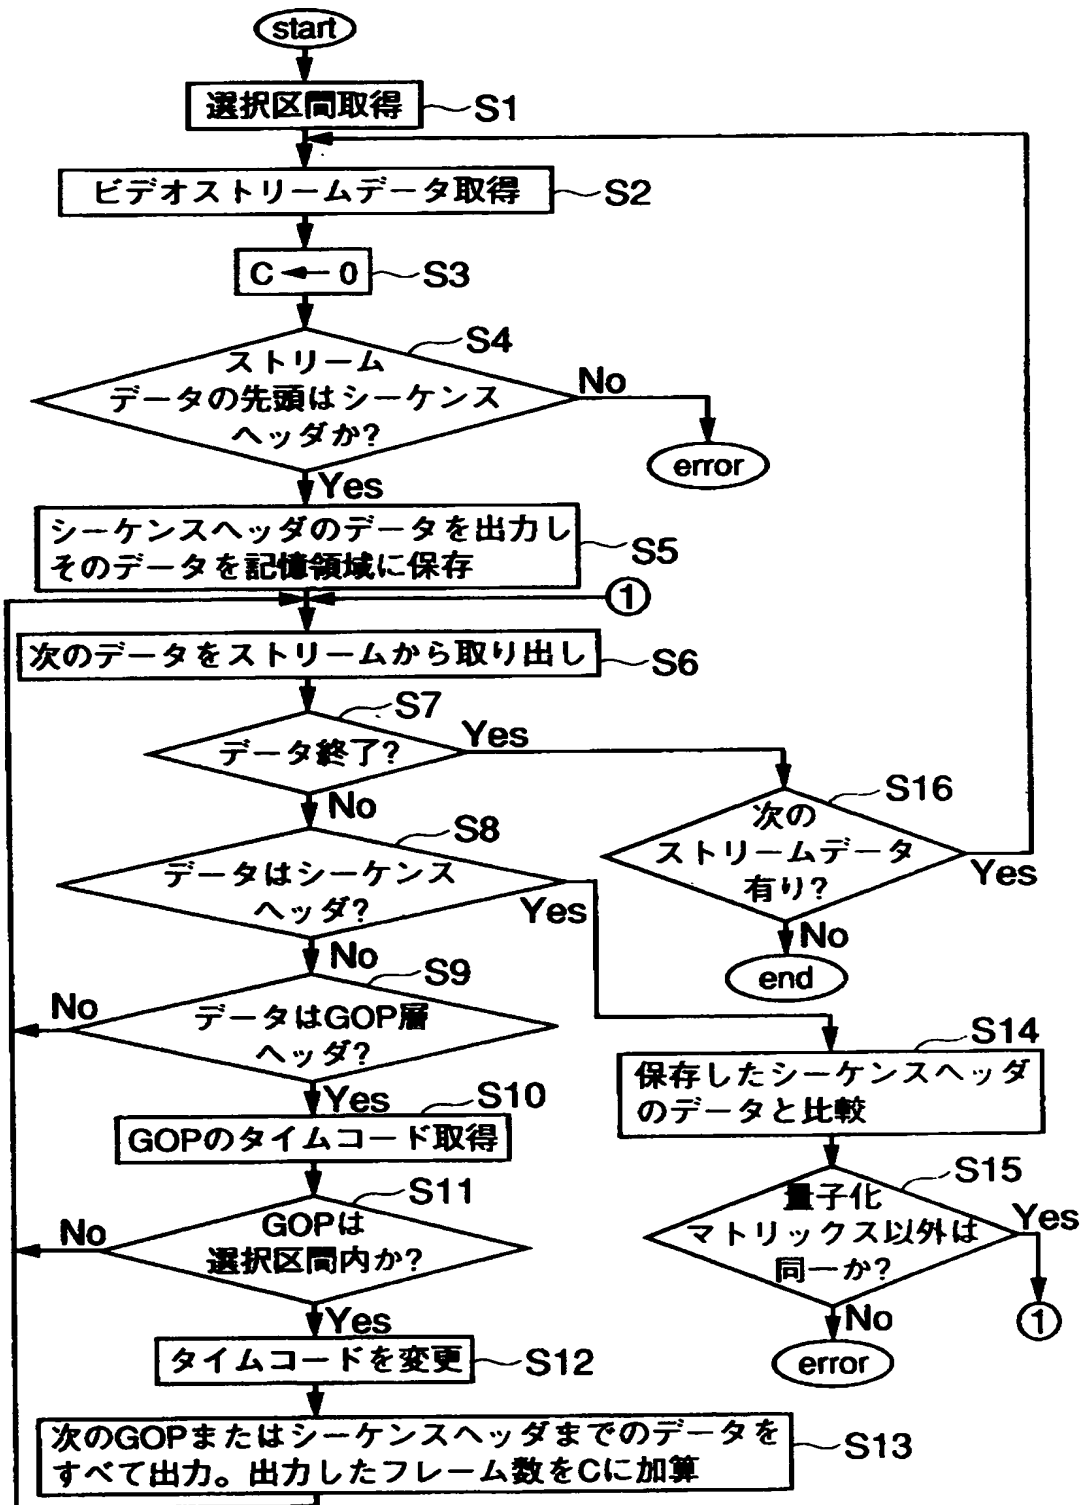 start
選択区間取得
S1
ビデオストリームデータ取得
S2
C ← 0
S3
S4
ストリーム
データの先頭はシーケンス
ヘッダか?
No
error
Yes
シーケンスヘッダのデータを出力し
そのデータを記憶領域に保存
S5
①
次のデータをストリームから取り出し
S6
S7
データ終了?
Yes
No
S16
次の
ストリームデータ
有り?
Yes
No
end
S8
データはシーケンス
ヘッダ?
Yes
No
S9
データはGOP層
ヘッダ?
No
Yes
S10
GOPのタイムコード取得
S14
保存したシーケンスヘッダ
のデータと比較
S11
GOPは
選択区間内か?
No
Yes
S15
量子化
マトリックス以外は
同一か?
Yes
①
No
error
タイムコードを変更
S12
次のGOPまたはシーケンスヘッダまでのデータを
すべて出力。出力したフレーム数をCに加算
S13